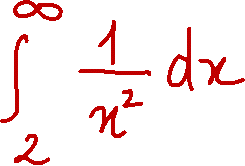 ∫₂^∞ 1/x² dx